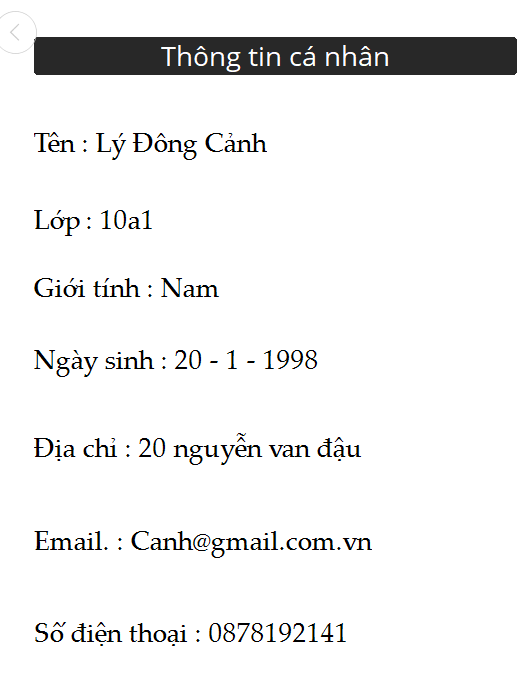 Thông tin cá nhân
Tên : Lý Đông Cảnh
Lớp : 10a1
Giới tính : Nam
Ngày sinh : 20 - 1 - 1998
Địa chỉ : 20 nguyễn van đậu
Email. : Canh@gmail.com.vn
Số điện thoại : 0878192141